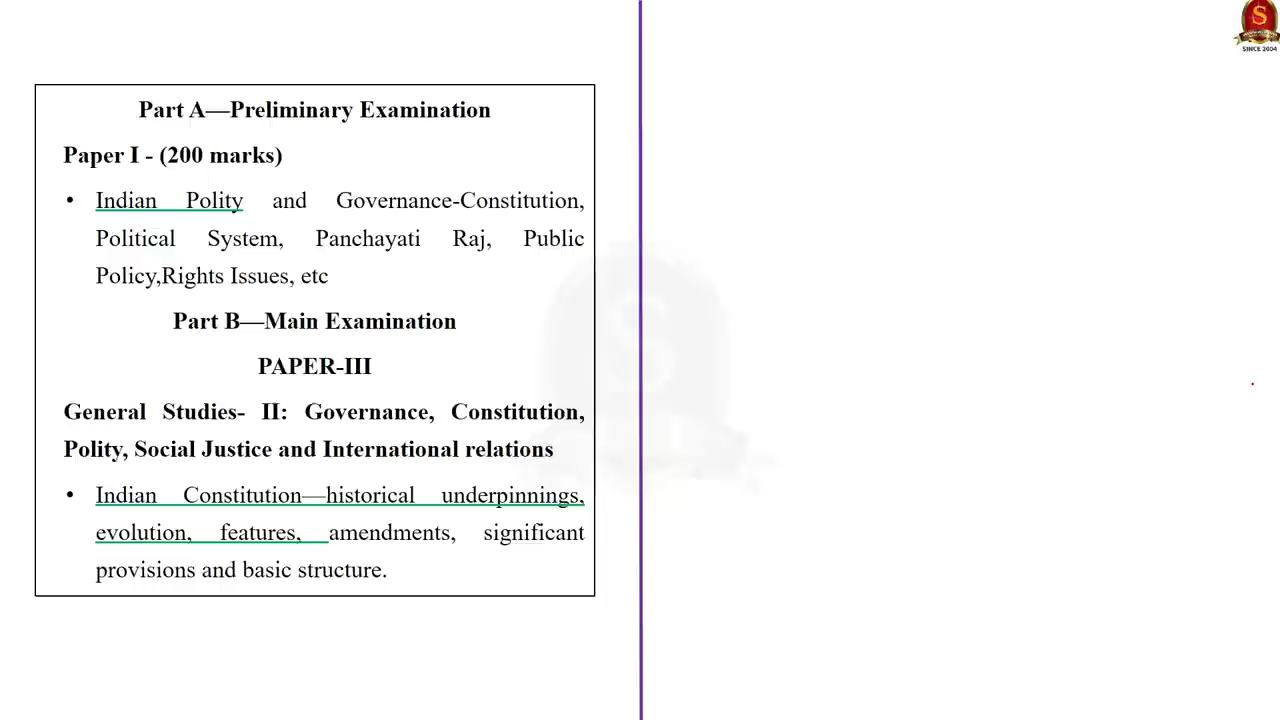 Part A—Preliminary Examination
Paper I - (200 marks)
• Indian Polity and Governance-Constitution,
Political System, Panchayati Raj, Public
Policy,Rights Issues, etc
Part B—Main Examination
PAPER-III
General Studies- II: Governance, Constitution,
Polity, Social Justice and International relations
• Indian Constitution—historical underpinnings,
evolution, features, amendments, significant
provisions and basic structure.
S
SINCE 2004